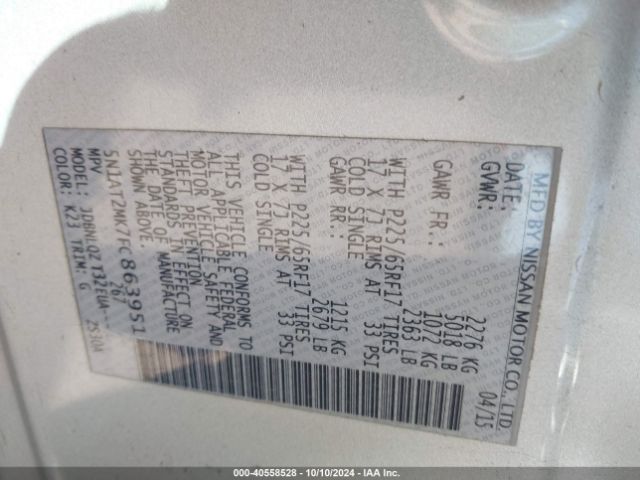 MFD BY NISSAN MOTOR CO., LTD.
DATE: 04/15
GVWR: 2276 KG
5018 LB
GAWR FR: 1072 KG
2363 LB
WITH P225/65RF17 TIRES
17 X 7J RIMS AT 33 PSI
COLD SINGLE
GAWR RR: 1215 KG
2679 LB
WITH P225/65RF17 TIRES
17 X 7J RIMS AT 33 PSI
COLD SINGLE
THIS VEHICLE CONFORMS TO
ALL APPLICABLE FEDERAL
MOTOR VEHICLE SAFETY AND
THEFT PREVENTION
STANDARDS IN EFFECT ON
THE DATE OF MANUFACTURE
SHOWN ABOVE.
5N1AT2MK7FC863951
MPV 267
MODEL: 2530A
COLOR: K23 TRIM: G
000-40558528 - 10/10/2024 - IAA Inc.